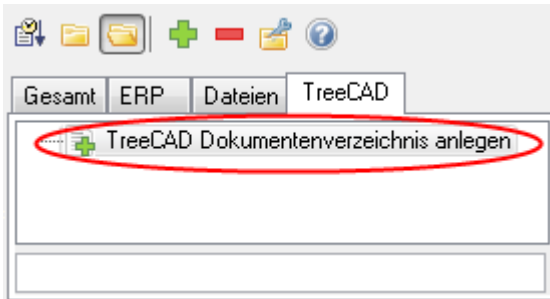 Gesamt ERP Dateien TreeCAD
TreeCAD Dokumentenverzeichnis anlegen